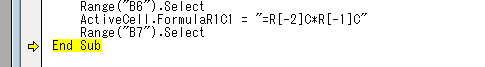 Range("B6").Select
ActiveCell.FormulaR1C1 = "=R[-2]C*R[-1]C"
Range("B7").Select
End Sub